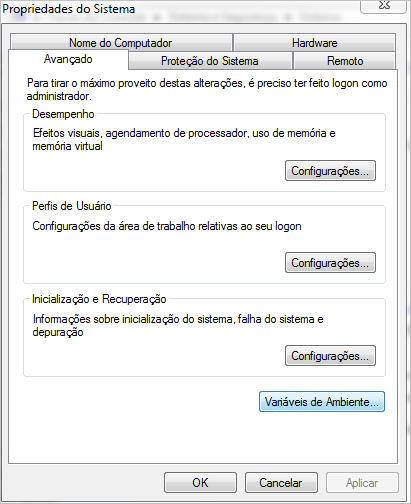 Propriedades do Sistema
Nome do Computador
Hardware
Avançado
Proteção do Sistema
Remoto
Para tirar o máximo proveito destas alterações, é preciso ter feito logon como
administrador.
Desempenho
Efeitos visuais, agendamento de processador, uso de memória e
memória virtual
Configurações...
Perfis de Usuário
Configurações da área de trabalho relativas ao seu logon
Configurações...
Inicialização e Recuperação
Informações sobre inicialização do sistema, falha do sistema e
depuração
Configurações...
Variáveis de Ambiente...
OK
Cancelar
Aplicar